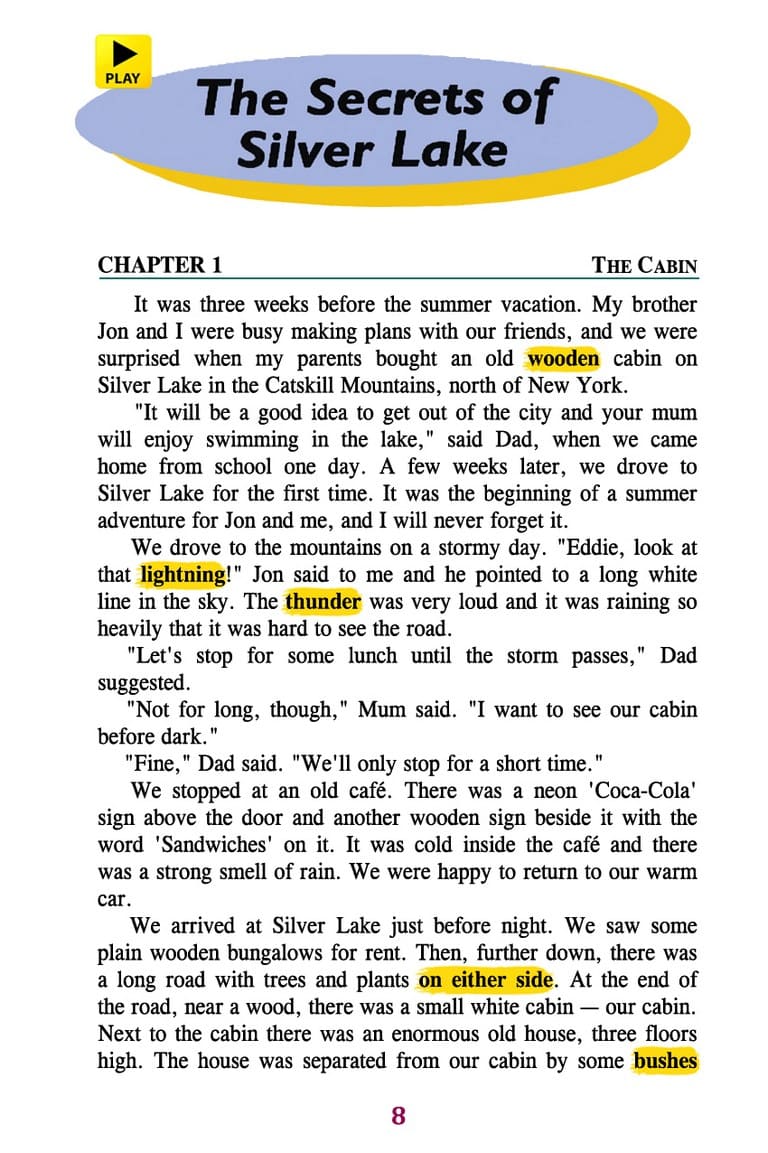 PLAY
The Secrets of
Silver Lake
CHAPTER 1 THE CABIN
It was three weeks before the summer vacation. My brother
Jon and I were busy making plans with our friends, and we were
surprised when my parents bought an old wooden cabin on
Silver Lake in the Catskill Mountains, north of New York.
"It will be a good idea to get out of the city and your mum
will enjoy swimming in the lake," said Dad, when we came
home from school one day. A few weeks later, we drove to
Silver Lake for the first time. It was the beginning of a summer
adventure for Jon and me, and I will never forget it.
We drove to the mountains on a stormy day. "Eddie, look at
that lightning!" Jon said to me and he pointed to a long white
line in the sky. The thunder was very loud and it was raining so
heavily that it was hard to see the road.
"Let's stop for some lunch until the storm passes," Dad
suggested.
"Not for long, though," Mum said. "I want to see our cabin
before dark."
"Fine," Dad said. "We'll only stop for a short time."
We stopped at an old café. There was a neon 'Coca-Cola'
sign above the door and another wooden sign beside it with the
word 'Sandwiches' on it. It was cold inside the café and there
was a strong smell of rain. We were happy to return to our warm
car.
We arrived at Silver Lake just before night. We saw some
plain wooden bungalows for rent. Then, further down, there was
a long road with trees and plants on either side. At the end of
the road, near a wood, there was a small white cabin — our cabin.
Next to the cabin there was an enormous old house, three floors
high. The house was separated from our cabin by some bushes
8